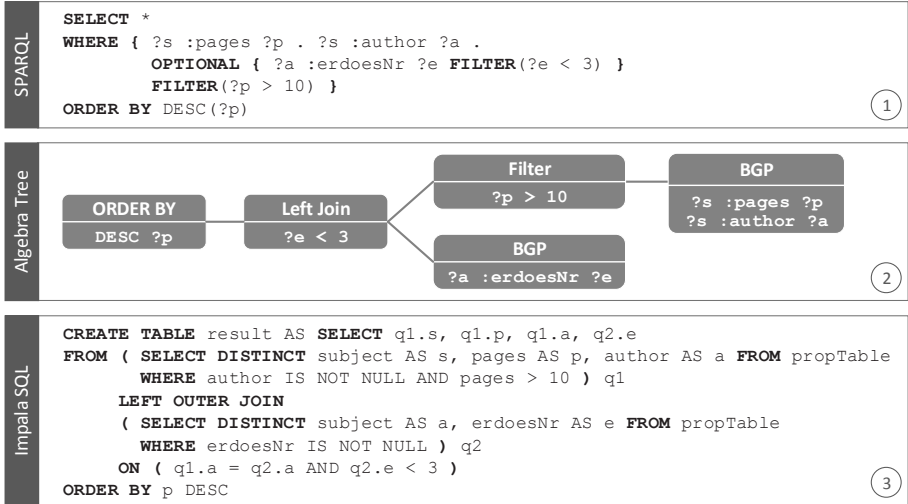 SPARQL
SELECT *
WHERE { ?s :pages ?p . ?s :author ?a .
OPTIONAL { ?a :erdoesNr ?e FILTER(?e < 3) }
FILTER(?p > 10) }
ORDER BY DESC(?p)
1
Algebra Tree
ORDER BY
DESC ?p
Left Join
?e < 3
Filter
?p > 10
BGP
?s :pages ?p
?s :author ?a
BGP
?a :erdoesNr ?e
2
Impala SQL
CREATE TABLE result AS SELECT q1.s, q1.p, q1.a, q2.e
FROM ( SELECT DISTINCT subject AS s, pages AS p, author AS a FROM propTable
WHERE author IS NOT NULL AND pages > 10 ) q1
LEFT OUTER JOIN
( SELECT DISTINCT subject AS a, erdoesNr AS e FROM propTable
WHERE erdoesNr IS NOT NULL ) q2
ON ( q1.a = q2.a AND q2.e < 3 )
ORDER BY p DESC
3